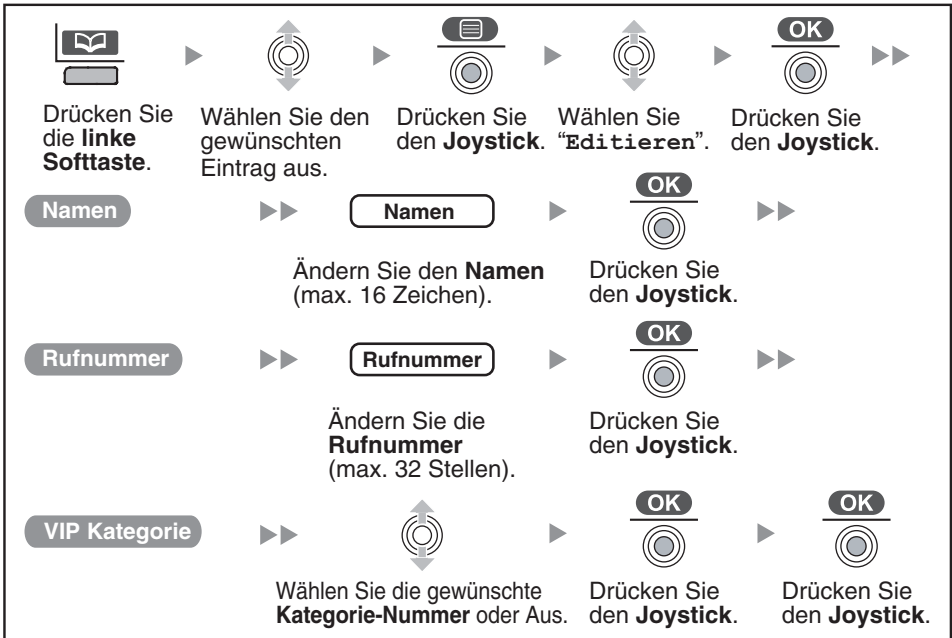 OK
Drücken Sie
die linke
Softtaste.
Wählen Sie den
gewünschten
Eintrag aus.
Drücken Sie
den Joystick.
Wählen Sie
“Editieren”.
Drücken Sie
den Joystick.
Namen
Namen
OK
Ändern Sie den Namen
(max. 16 Zeichen).
Drücken Sie
den Joystick.
Rufnummer
Rufnummer
OK
Ändern Sie die
Rufnummer
(max. 32 Stellen).
Drücken Sie
den Joystick.
VIP Kategorie
OK
OK
Wählen Sie die gewünschte
Kategorie-Nummer oder Aus.
Drücken Sie
den Joystick.
Drücken Sie
den Joystick.